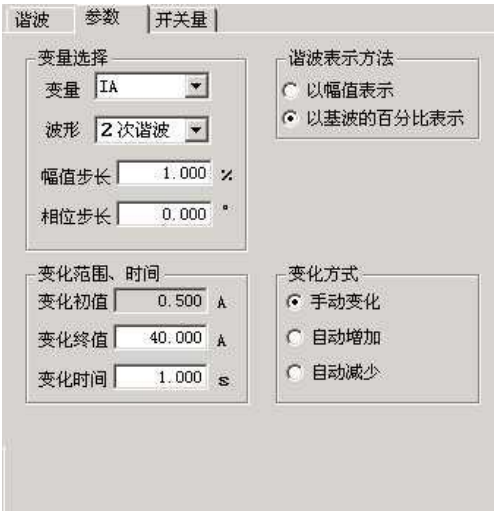 谐波 参数 开关量
变量选择
变量 IA
波形 2次谐波
幅值步长 1.000 %
相位步长 0.000 °
谐波表示方法
以幅值表示
以基波的百分比表示
变化范围、时间
变化初值 0.500 A
变化终值 40.000 A
变化时间 1.000 s
变化方式
手动变化
自动增加
自动减少